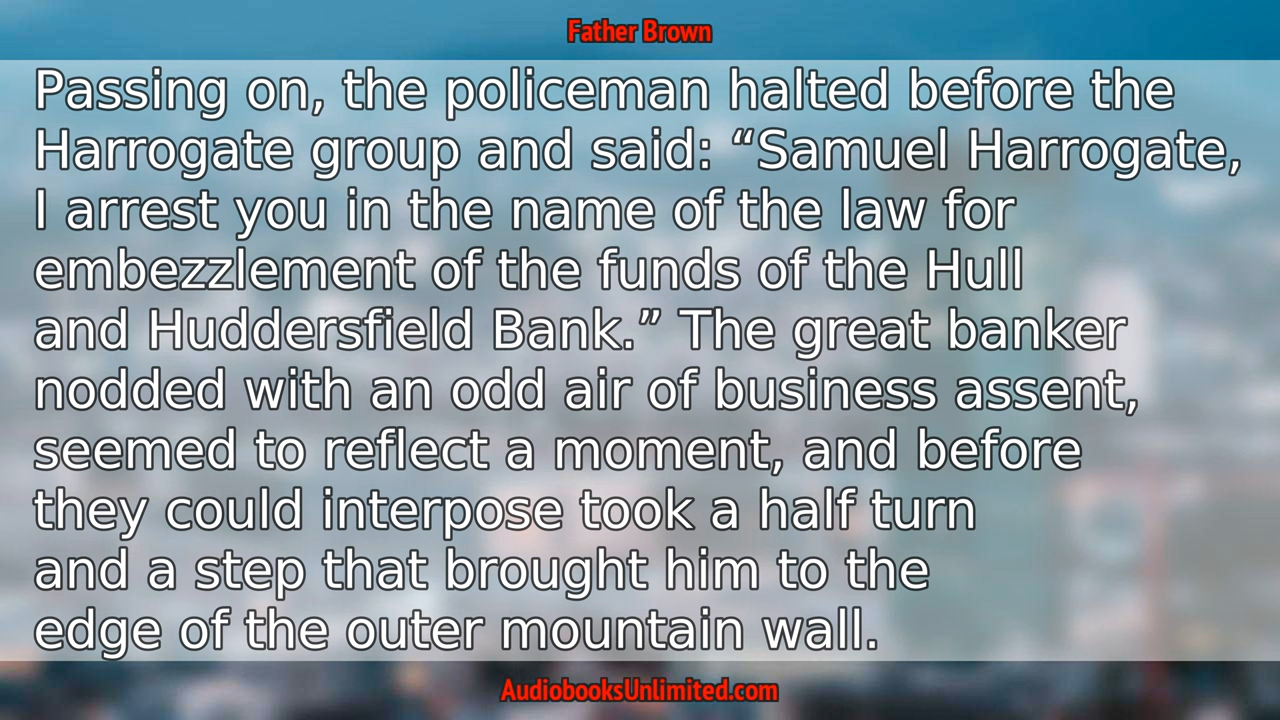 Father Brown
Passing on, the policeman halted before the
Harrogate group and said: “Samuel Harrogate,
I arrest you in the name of the law for
embezzlement of the funds of the Hull
and Huddersfield Bank.” The great banker
nodded with an odd air of business assent,
seemed to reflect a moment, and before
they could interpose took a half turn
and a step that brought him to the
edge of the outer mountain wall.
AudiobooksUnlimited.com